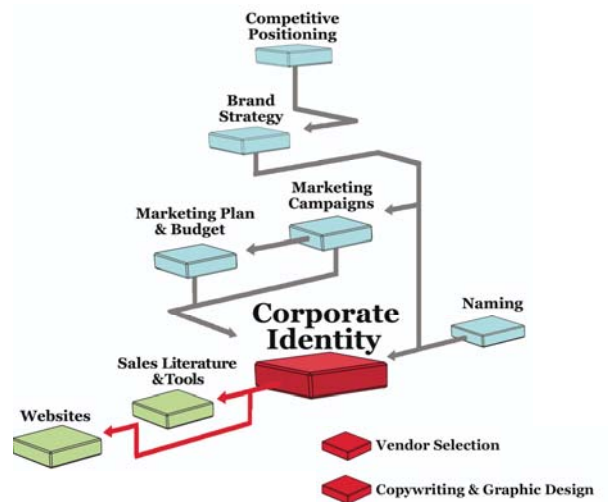 Competitive
Positioning
Brand
Strategy
Marketing
Campaigns
Marketing Plan
& Budget
Naming
Corporate
Identity
Sales Literature
&Tools
Websites
Vendor Selection
Copywriting & Graphic Design